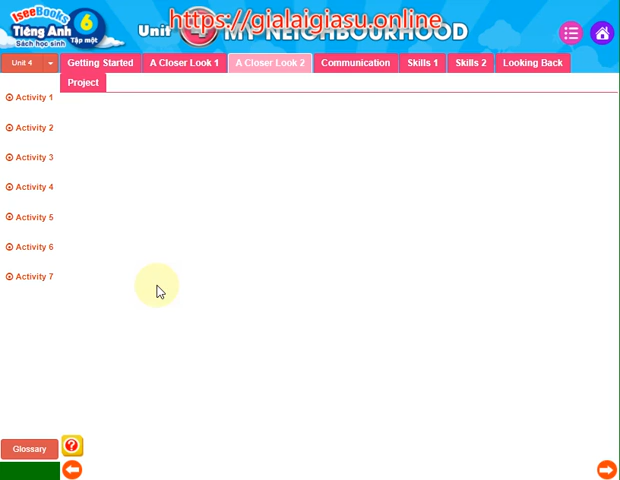 IseeBooks
Tiếng Anh 6
Sách học sinh Tập một
Unit 4 MY NEIGHBOURHOOD
https://gialaigiasu.online
Unit 4
Getting Started A Closer Look 1 A Closer Look 2 Communication Skills 1 Skills 2 Looking Back
Project
Activity 1
Activity 2
Activity 3
Activity 4
Activity 5
Activity 6
Activity 7
Glossary ?